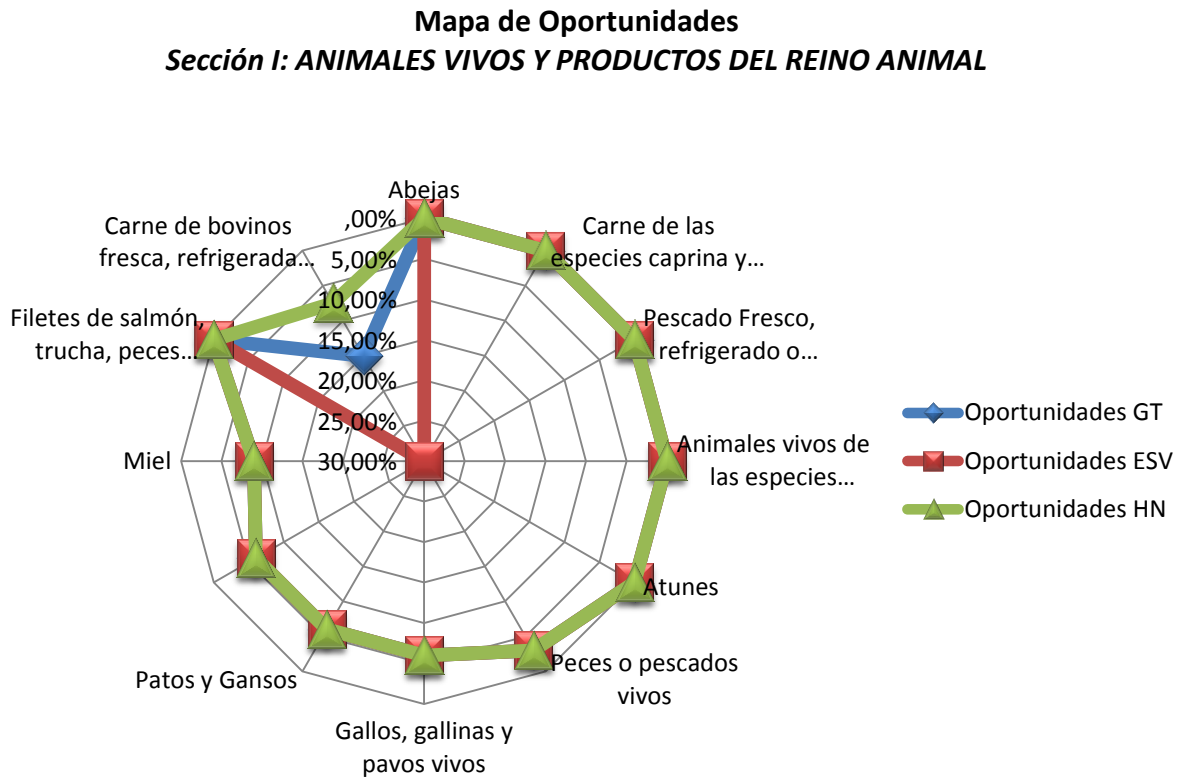 Mapa de Oportunidades
Sección I: ANIMALES VIVOS Y PRODUCTOS DEL REINO ANIMAL
Abejas
Carne de las
especies caprina y…
Pescado Fresco,
refrigerado o…
Animales vivos de
las especies…
Atunes
Peces o pescados
vivos
Gallos, gallinas y
pavos vivos
Patos y Gansos
Miel
Filetes de salmón,
trucha, peces…
Carne de bovinos
fresca, refrigerada…
,00%
5,00%
10,00%
15,00%
20,00%
25,00%
30,00%
Oportunidades GT
Oportunidades ESV
Oportunidades HN